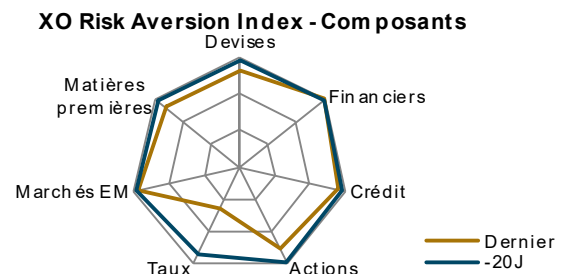 XO Risk Aversion Index - Composants
Devises
Matières
premières
Financiers
Marchés EM
Crédit
Taux
Actions
Dernier
-20J